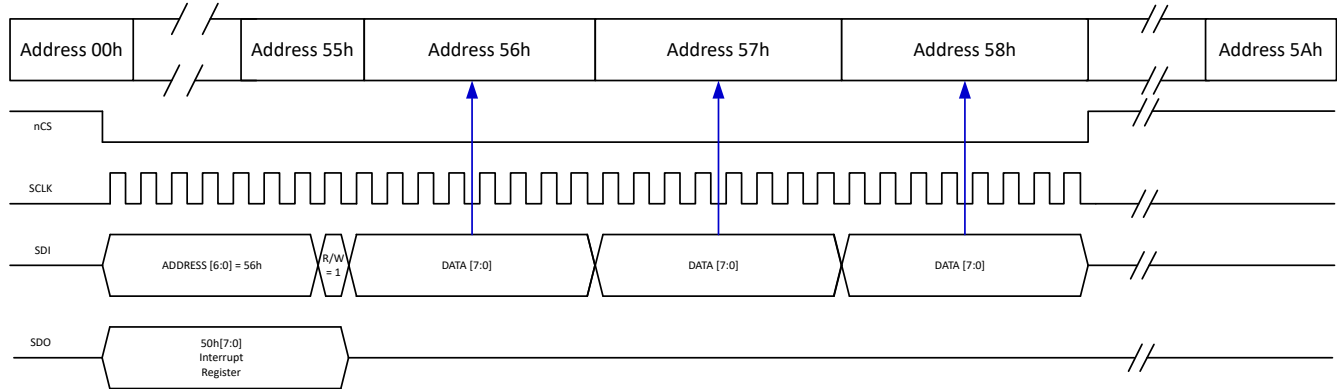 Address 00h
Address 55h
Address 56h
Address 57h
Address 58h
Address 5Ah
nCS
SCLK
SDI
ADDRESS [6:0] = 56h
R/W
= 1
DATA [7:0]
DATA [7:0]
DATA [7:0]
SDO
50h[7:0]
Interrupt
Register